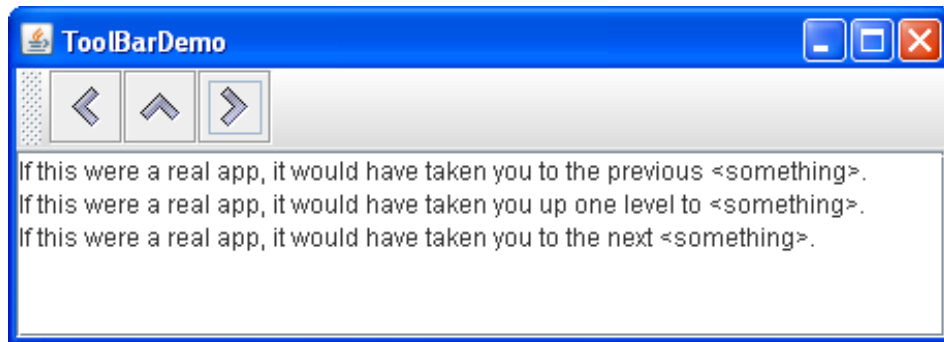 ToolBarDemo
If this were a real app, it would have taken you to the previous <something>.
If this were a real app, it would have taken you up one level to <something>.
If this were a real app, it would have taken you to the next <something>.